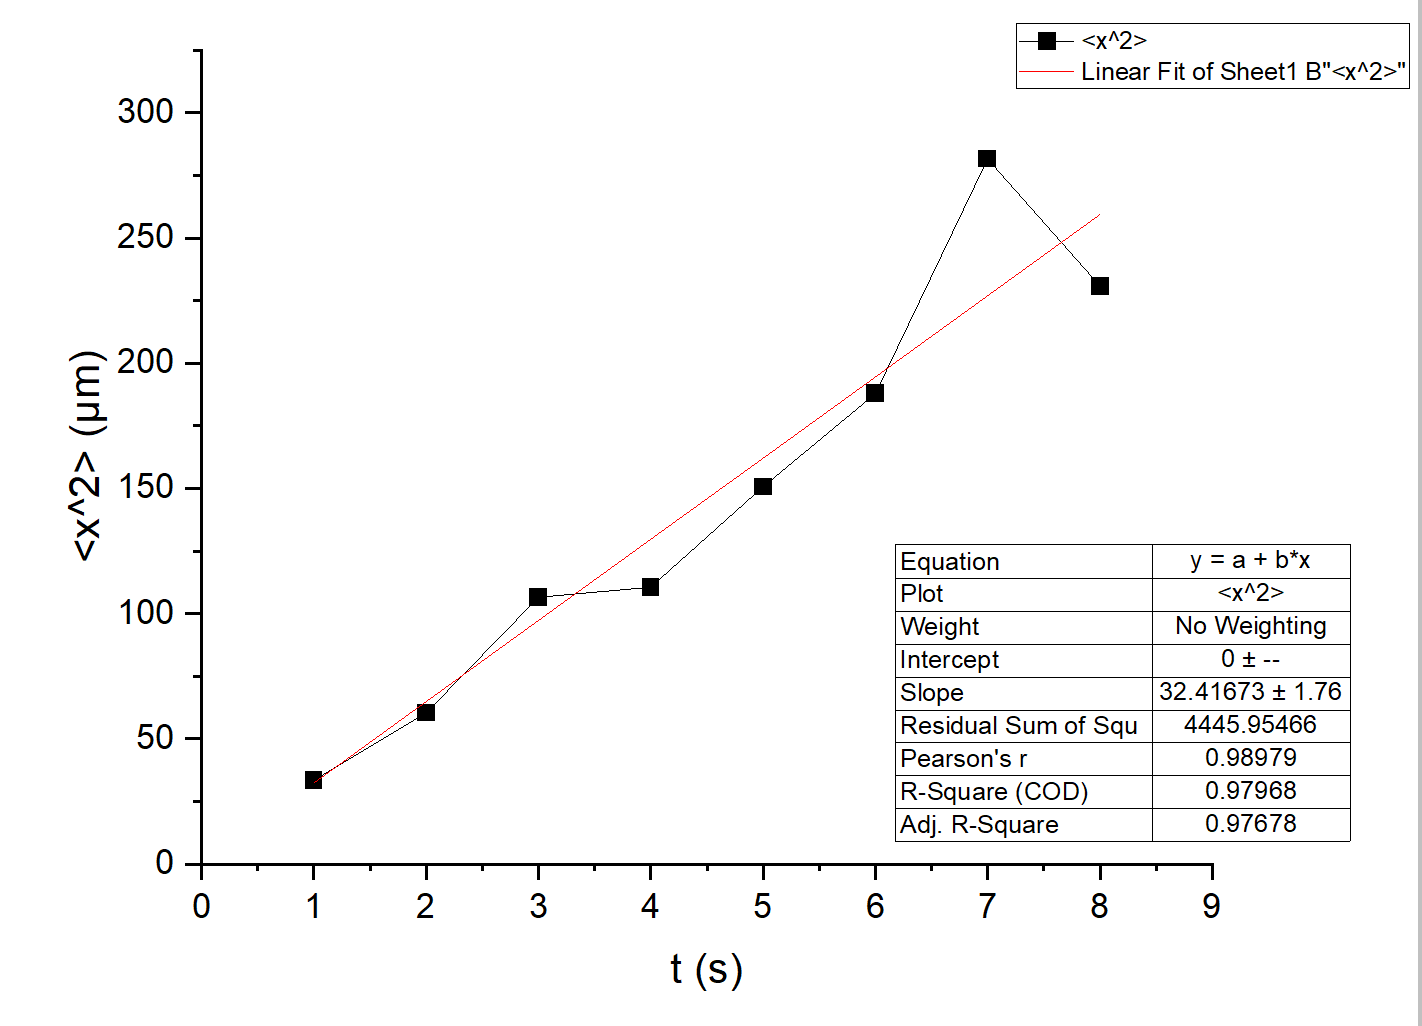 <x^2>
Linear Fit of Sheet1 B"<x^2>"
300
250
200
150
100
50
0
<x^2> (μm)
0 1 2 3 4 5 6 7 8 9
t (s)
Equation y = a + b*x
Plot <x^2>
Weight No Weighting
Intercept 0 ± --
Slope 32.41673 ± 1.76
Residual Sum of Squ 4445.95466
Pearson's r 0.98979
R-Square (COD) 0.97968
Adj. R-Square 0.97678